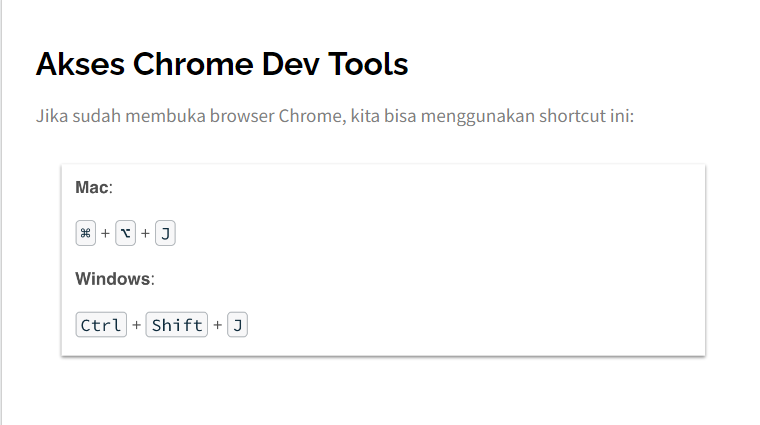 Akses Chrome Dev Tools
Jika sudah membuka browser Chrome, kita bisa menggunakan shortcut ini:
Mac:
⌘ + ⌥ + J
Windows:
Ctrl + Shift + J